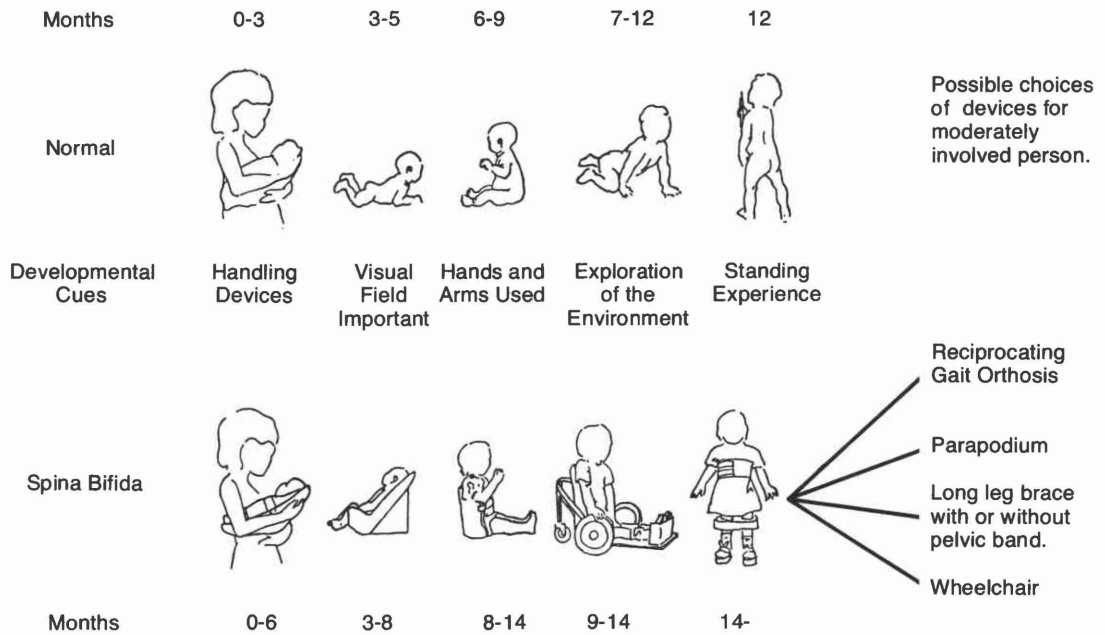 Months 0-3 3-5 6-9 7-12 12
Normal
Possible choices
of devices for
moderately
involved person.
Developmental
Cues
Handling
Devices
Visual
Field
Important
Hands and
Arms Used
Exploration
of the
Environment
Standing
Experience
Spina Bifida
Reciprocating
Gait Orthosis
Parapodium
Long leg brace
with or without
pelvic band.
Wheelchair
Months 0-6 3-8 8-14 9-14 14-